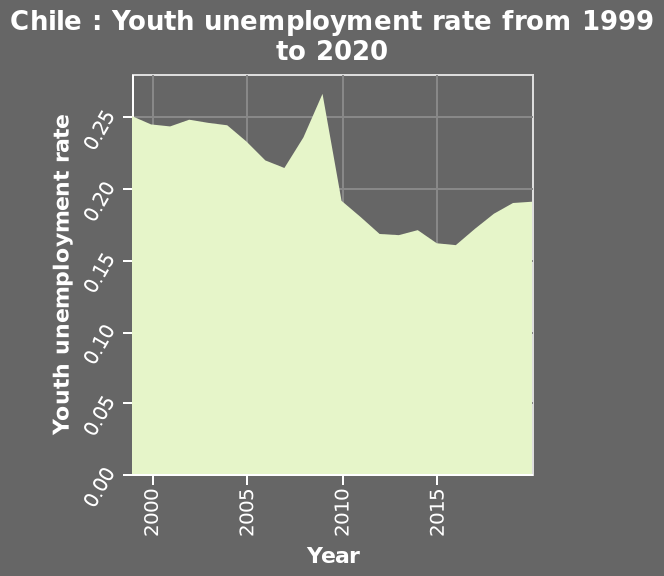 Chile : Youth unemployment rate from 1999
to 2020
Youth unemployment rate
0.25
0.20
0.15
0.10
0.05
0.00
2000
2005
2010
2015
Year